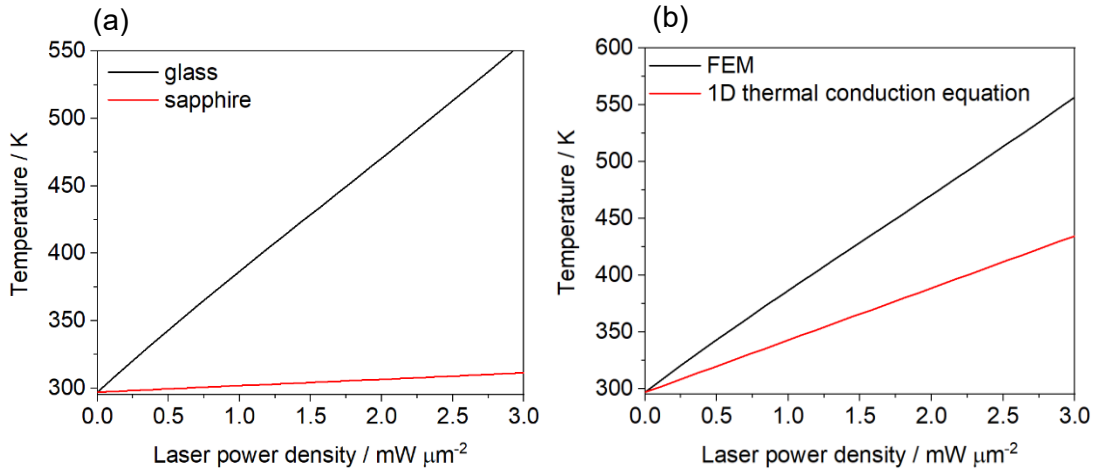 (a)
550
500
450
400
350
300
glass
sapphire
Temperature / K
0.0 0.5 1.0 1.5 2.0 2.5 3.0
Laser power density / mW μm⁻²
(b)
600
550
500
450
400
350
300
FEM
1D thermal conduction equation
Temperature / K
0.0 0.5 1.0 1.5 2.0 2.5 3.0
Laser power density / mW μm⁻²